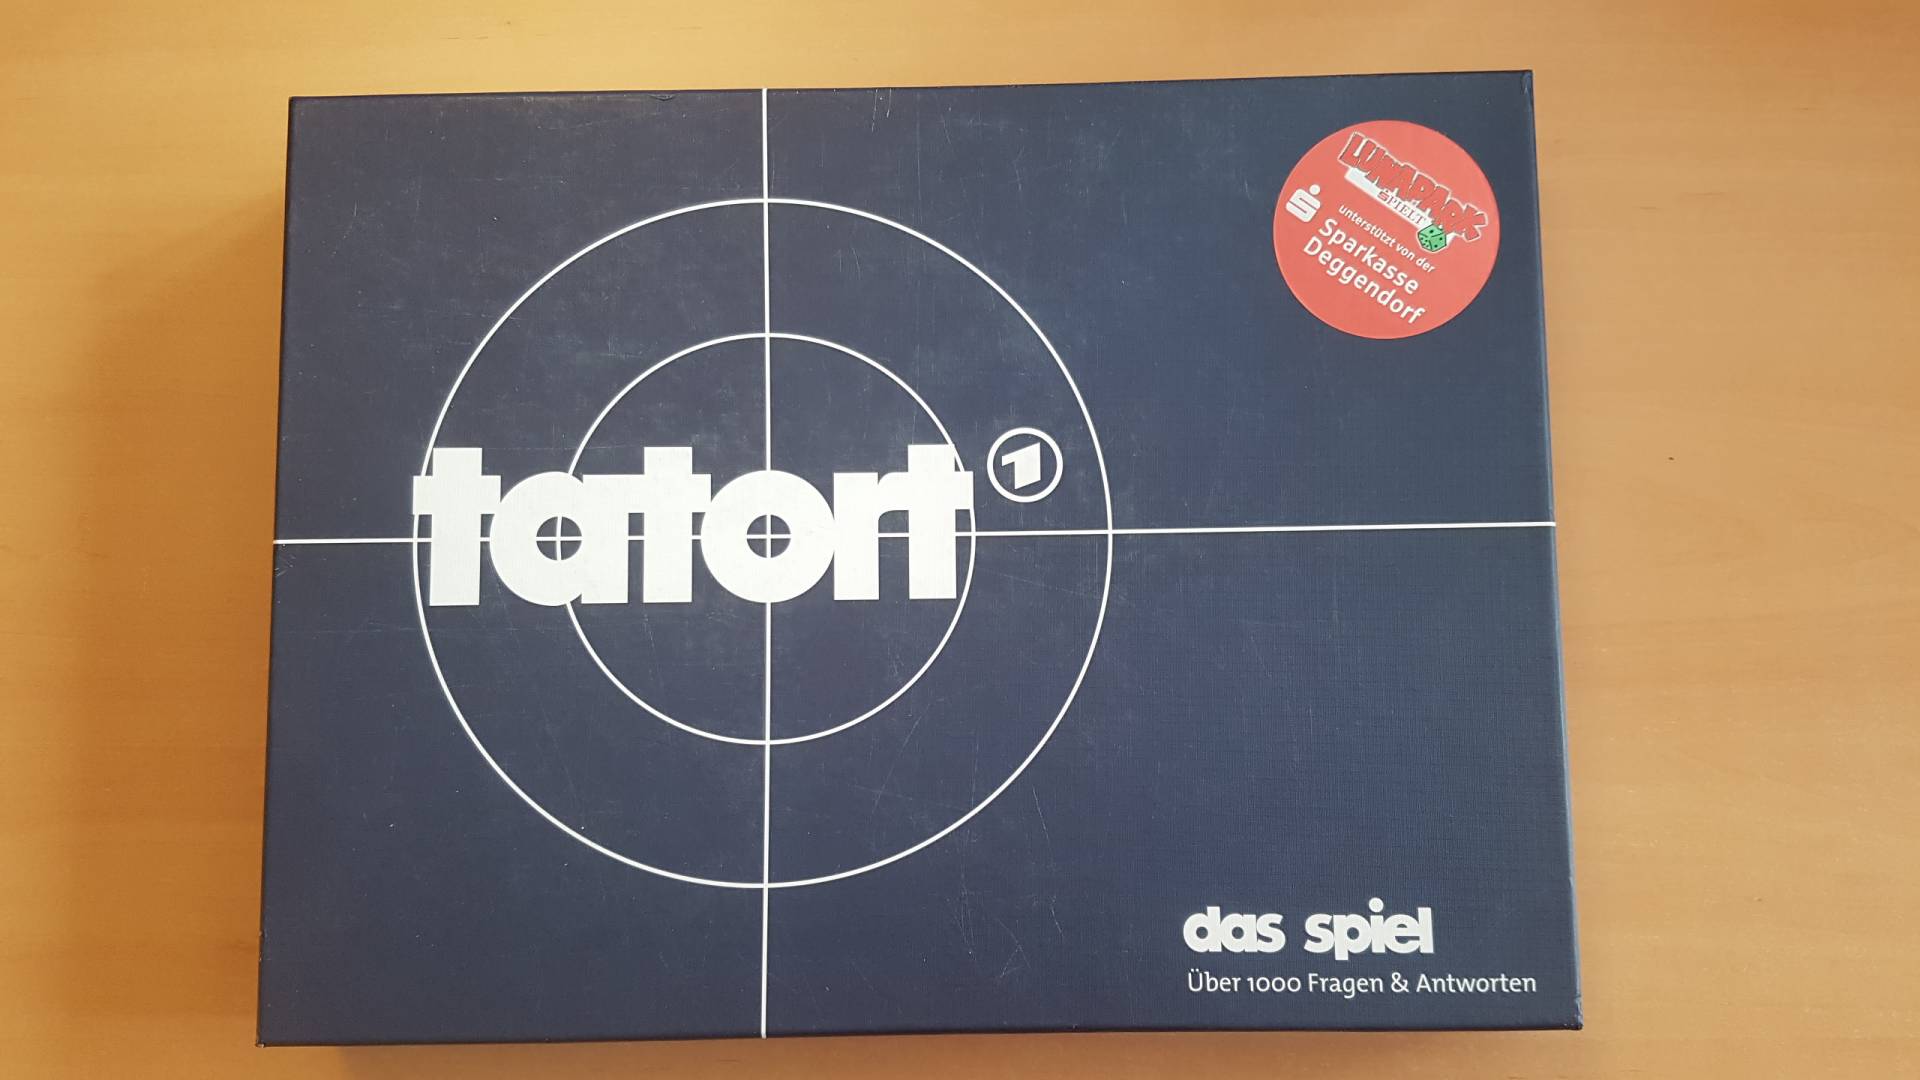 LUNAPARK
SPIELT
unterstützt von der
Sparkasse
Deggendorf
tatort 1
das spiel
Über 1000 Fragen & Antworten